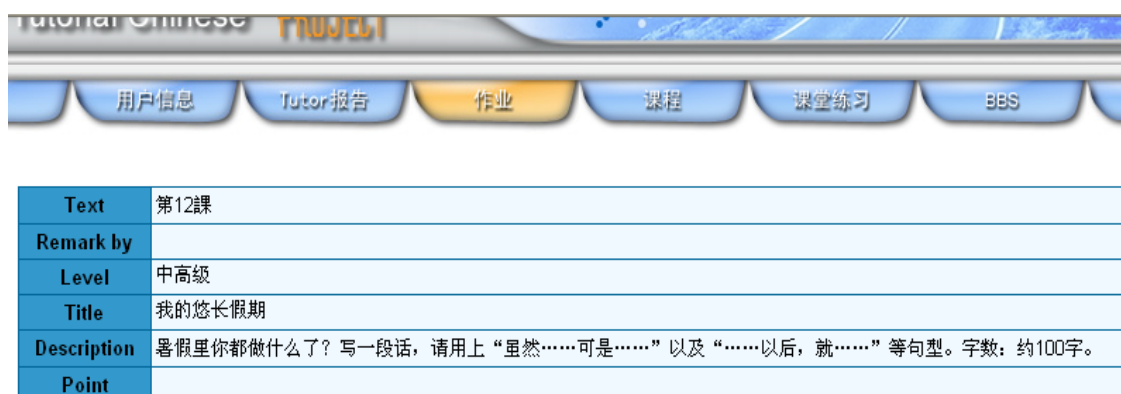 Tutorial Chinese PROJECT
用户信息 Tutor报告 作业 课程 课堂练习 BBS
Text 第12課
Remark by
Level 中高级
Title 我的悠长假期
Description 暑假里你都做什么了？写一段话，请用上“虽然……可是……”以及“……以后，就……”等句型。字数：约100字。
Point